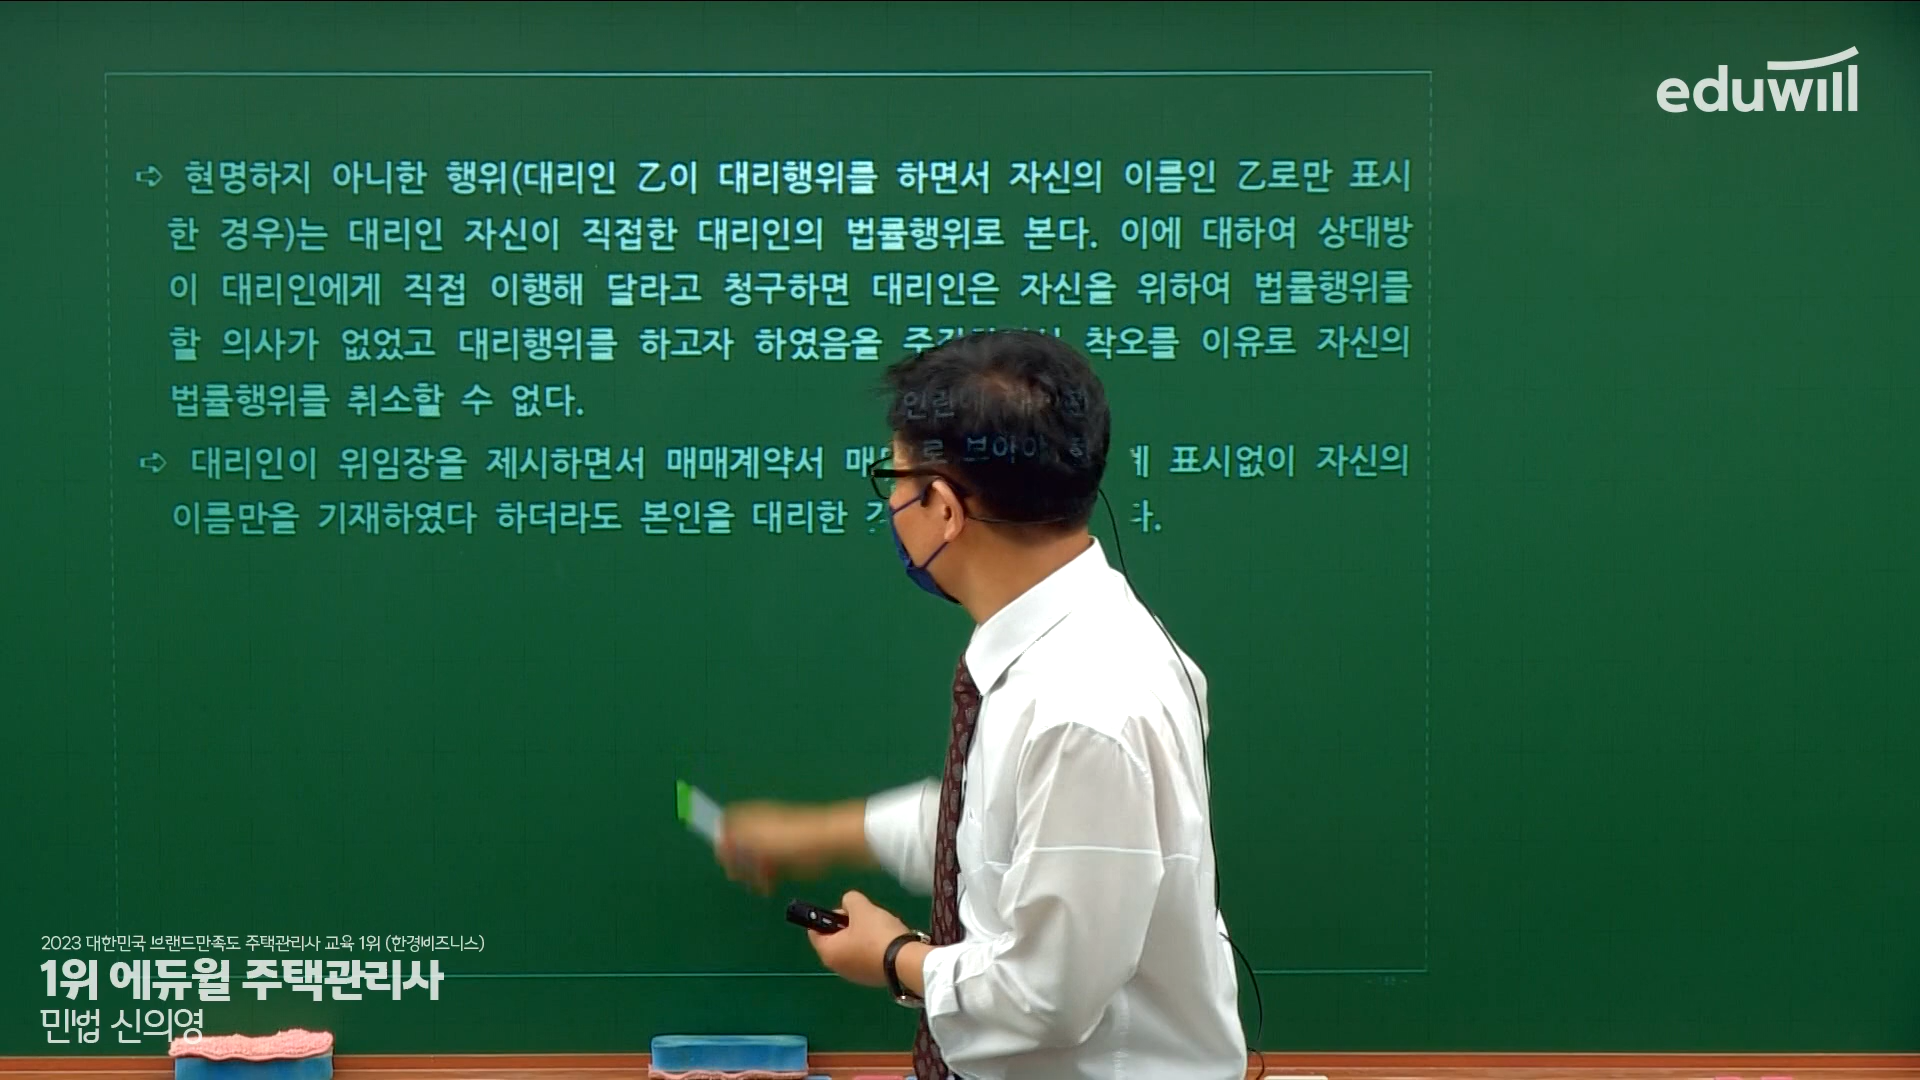 eduwill
➩ 현명하지 아니한 행위(대리인 乙이 대리행위를 하면서 자신의 이름인 乙로만 표시
한 경우)는 대리인 자신이 직접한 대리인의 법률행위로 본다. 이에 대하여 상대방
이 대리인에게 직접 이행해 달라고 청구하면 대리인은 자신을 위하여 법률행위를
할 의사가 없었고 대리행위를 하고자 하였음을 착오를 이유로 자신의
법률행위를 취소할 수 없다.
➩ 대리인이 위임장을 제시하면서 매매계약서 표시없이 자신의
이름만을 기재하였다 하더라도 본인을 대리한
2023 대한민국 브랜드만족도 주택관리사 교육 1위 (한경비즈니스)
1위 에듀윌 주택관리사
민법 신의영